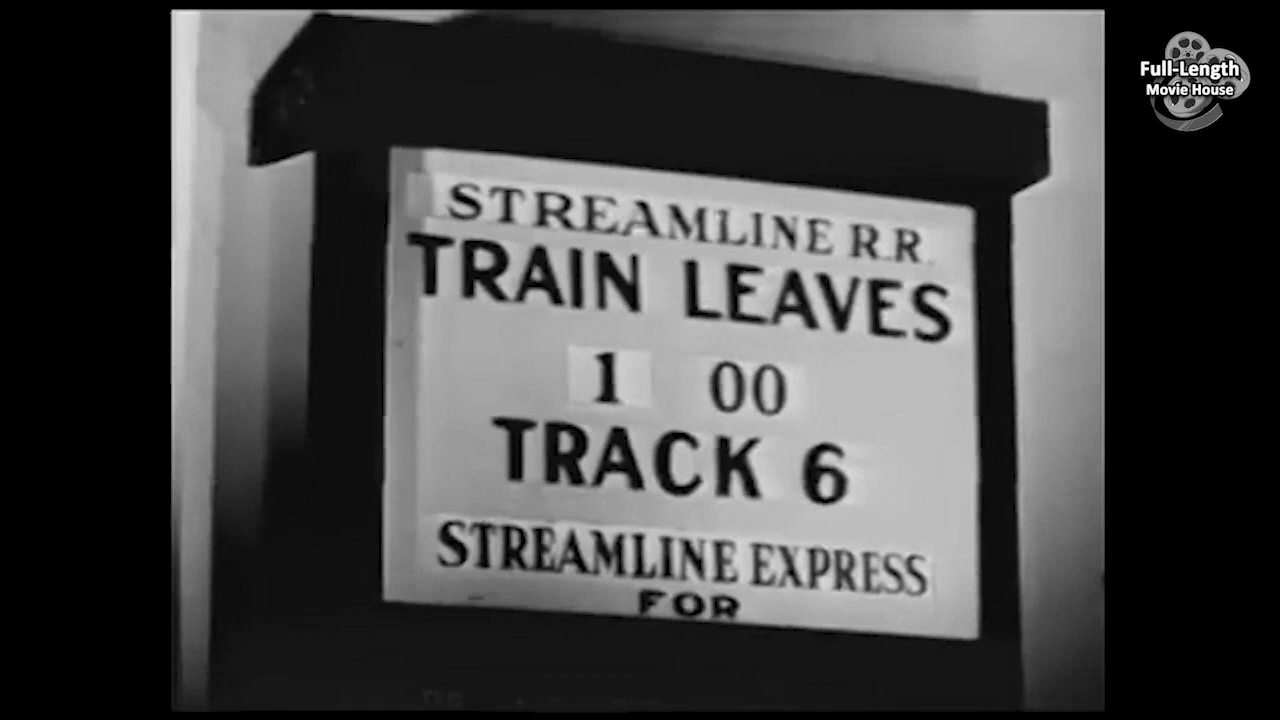 STREAMLINE R.R.
TRAIN LEAVES
1 00
TRACK 6
STREAMLINE EXPRESS
FOR
Full-Length
Movie House